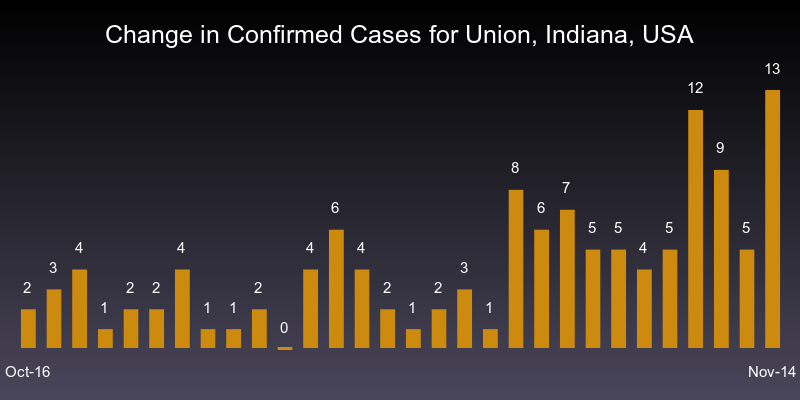 Change in Confirmed Cases for Union, Indiana, USA
2 3 4 1 2 2 4 1 1 2 0 4 6 4 2 1 2 3 1 8 6 7 5 5 4 5 12 9 5 13
Oct-16 Nov-14